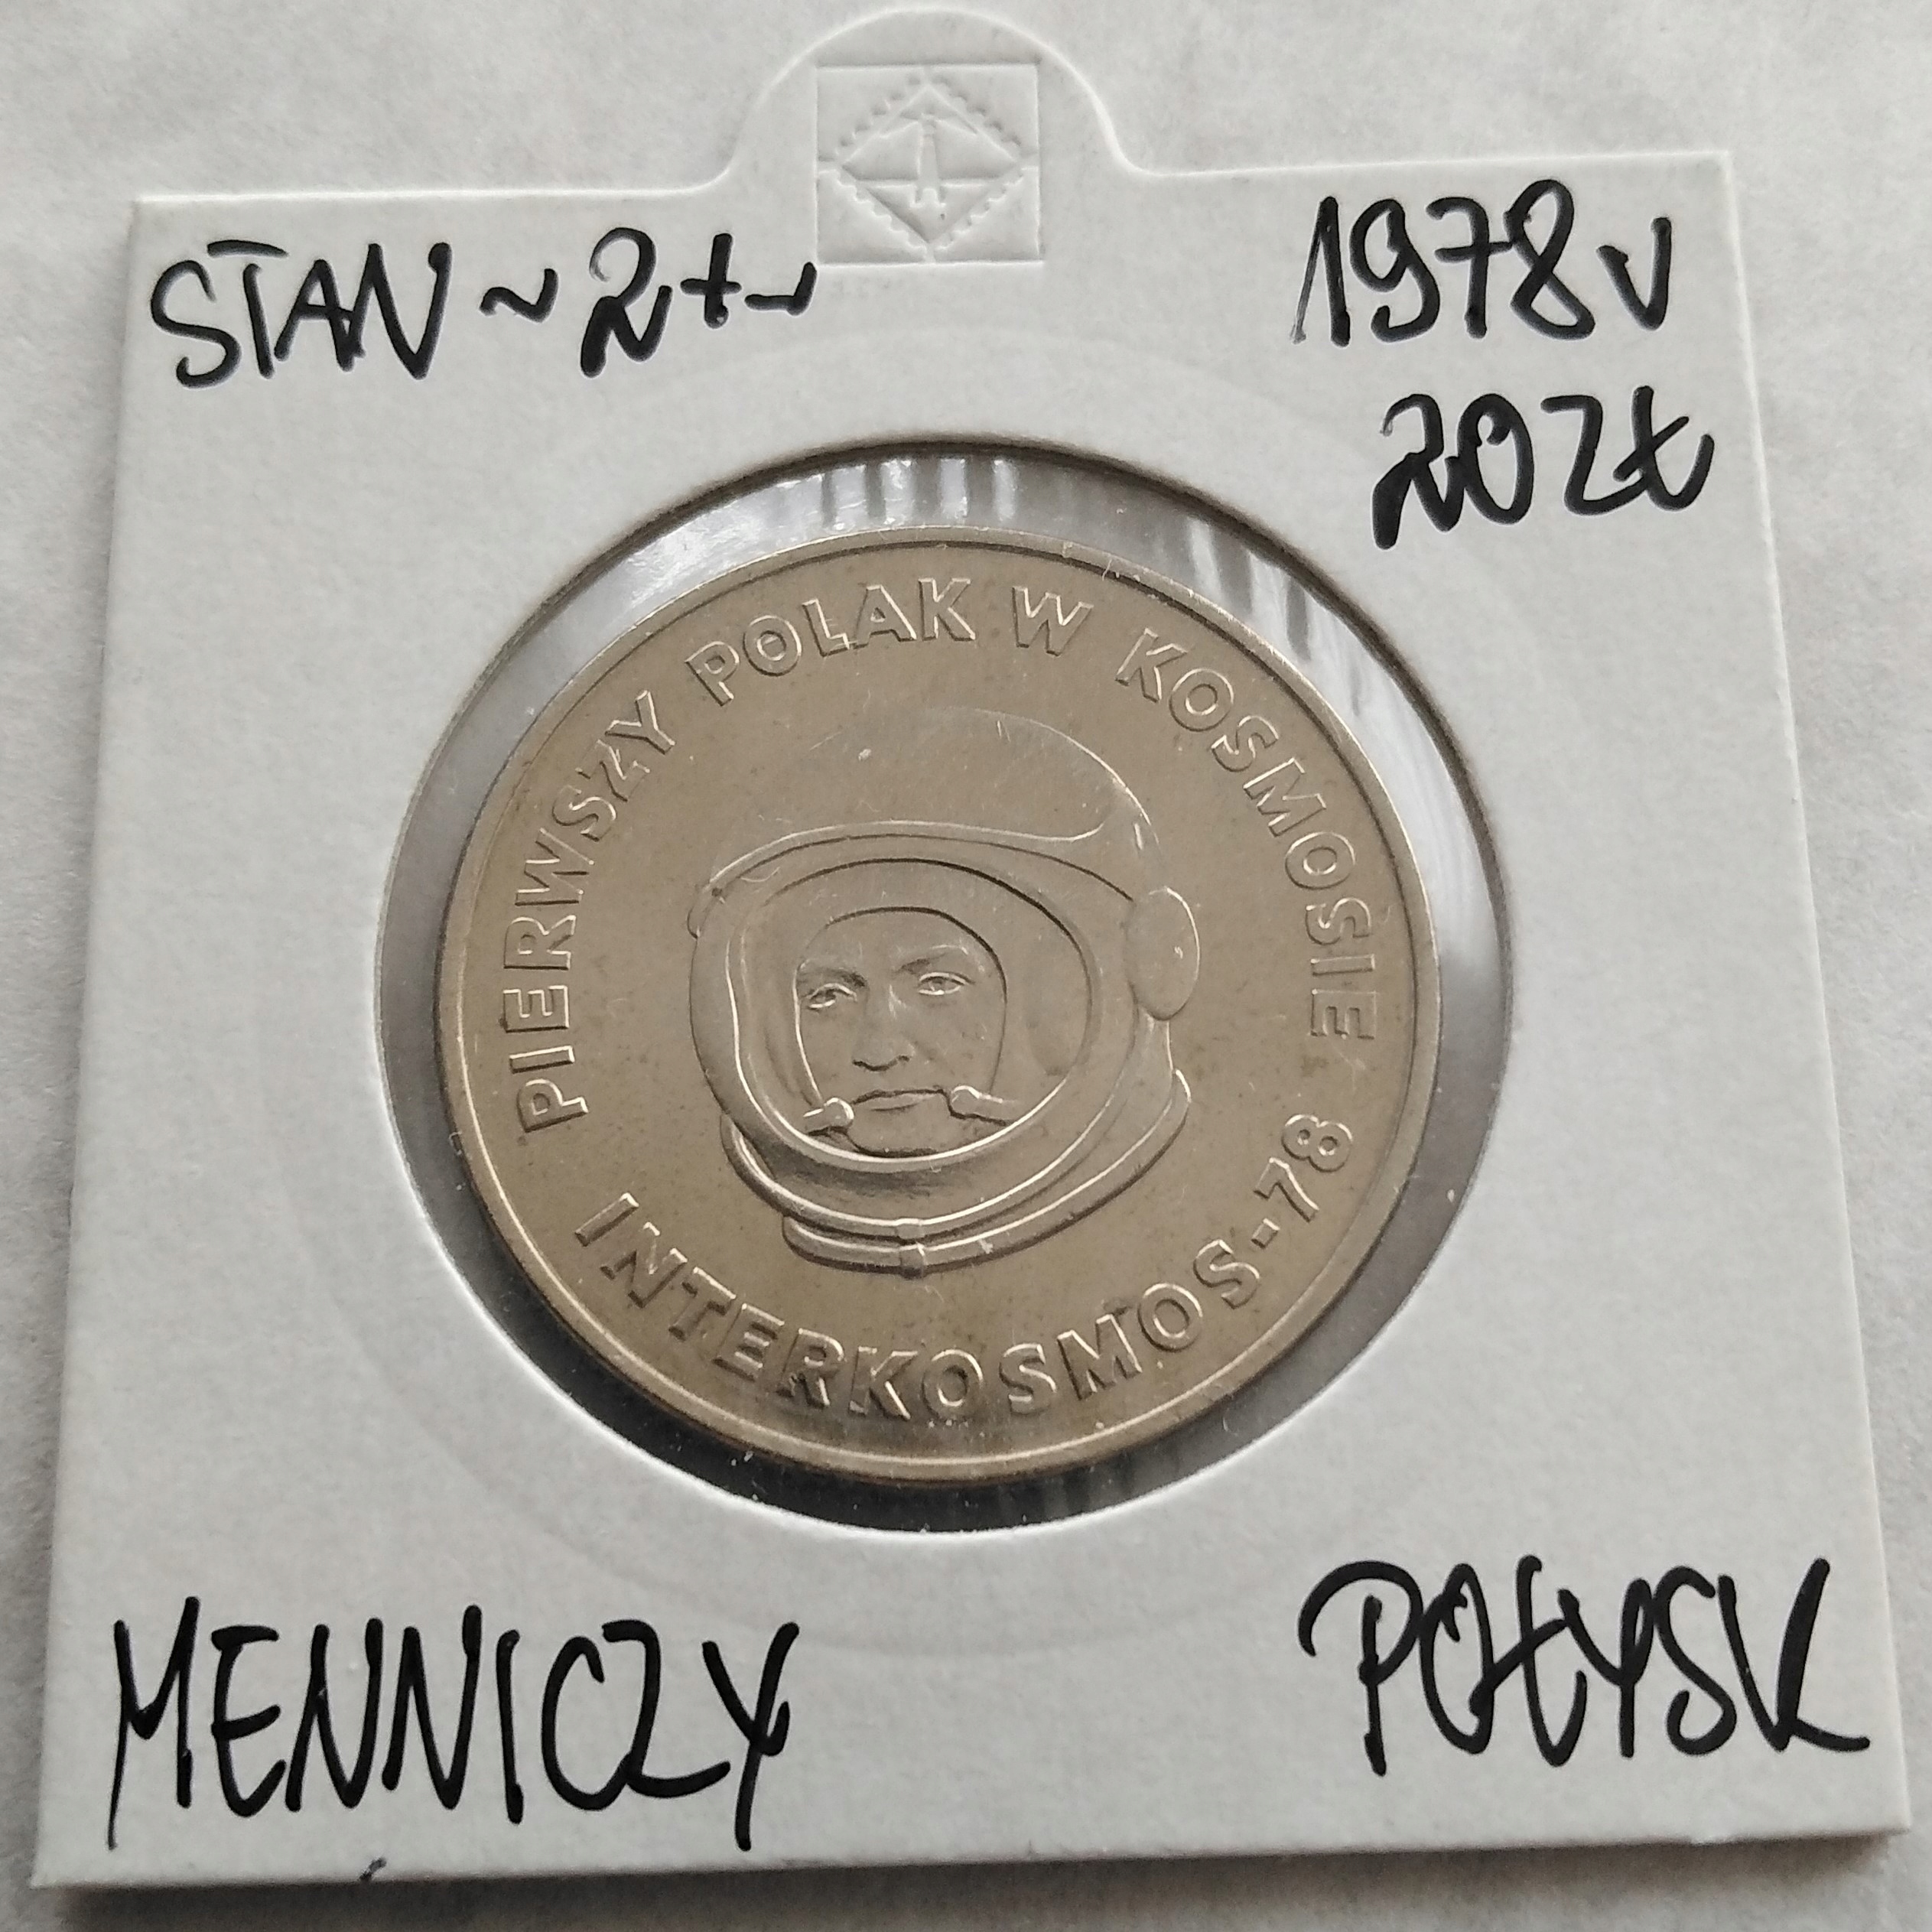 STAN ~ 2+~
1978 r
20 ZŁ
PIERWSZY POLAK W KOSMOSIE
INTERKOSMOS-78
MENNICZY
POŁYSK